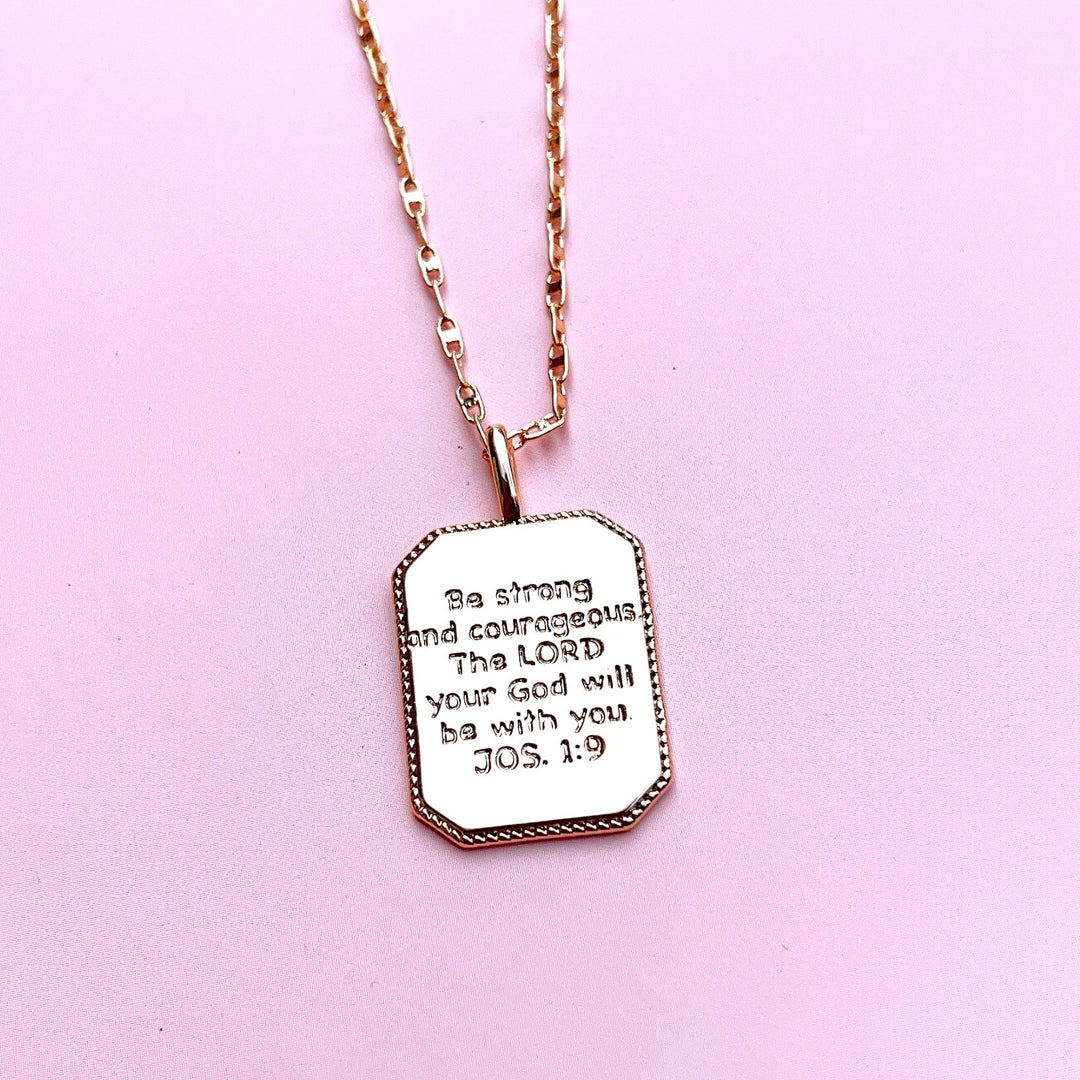 Be strong
and courageous.
The LORD
your God will
be with you.
JOS. 1:9